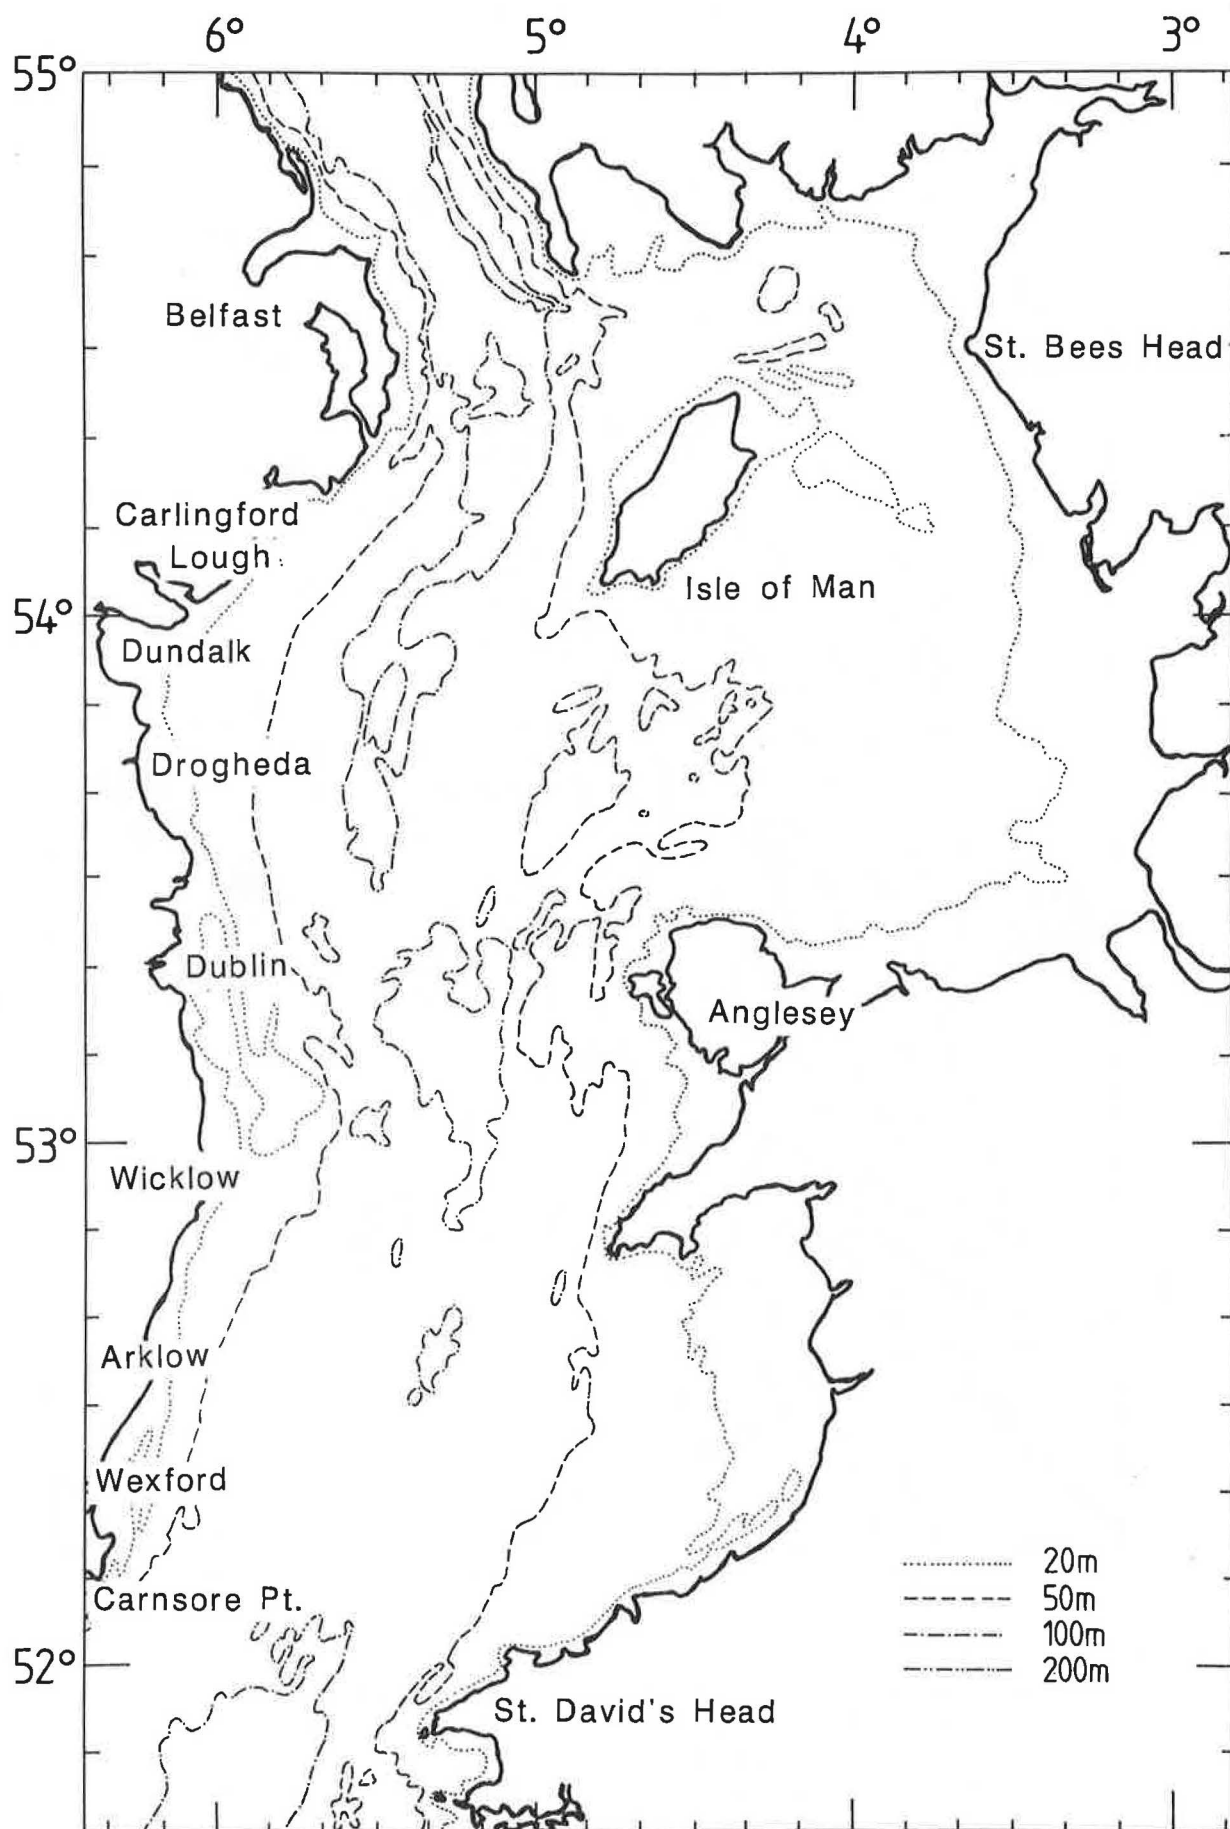 6° 5° 4° 3°
55°
Belfast
St. Bees Head
Carlingford
Lough
Isle of Man
54°
Dundalk
Drogheda
Dublin
Anglesey
53°
Wicklow
Arklow
Wexford
20m
50m
Carnsore Pt.
100m
52°
200m
St. David's Head